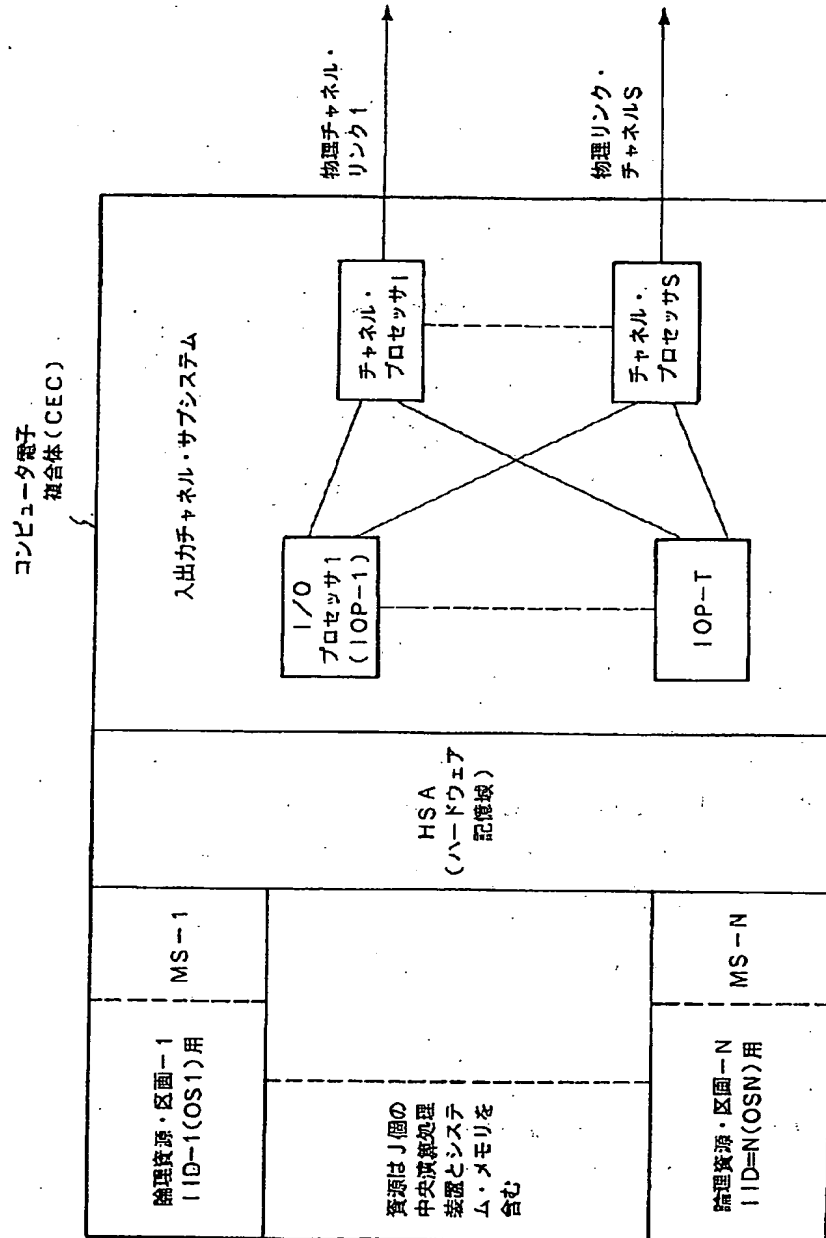 コンピュータ電子
複合体(CEC)
論理資源・区画-1
IID-1(OS1)用
MS-1
資源はJ個の
中央演算処理
装置とシステ
ム・メモリを
含む
論理資源・区画-N
IID=N(OSN)用
MS-N
HSA
(ハードウェア
記憶域)
入出力チャネル・サブシステム
I/O
プロセッサ1
(IOP-1)
IOP-T
チャネル・
プロセッサ1
チャネル・
プロセッサS
物理チャネル・
リンク1
物理リンク・
チャネルS